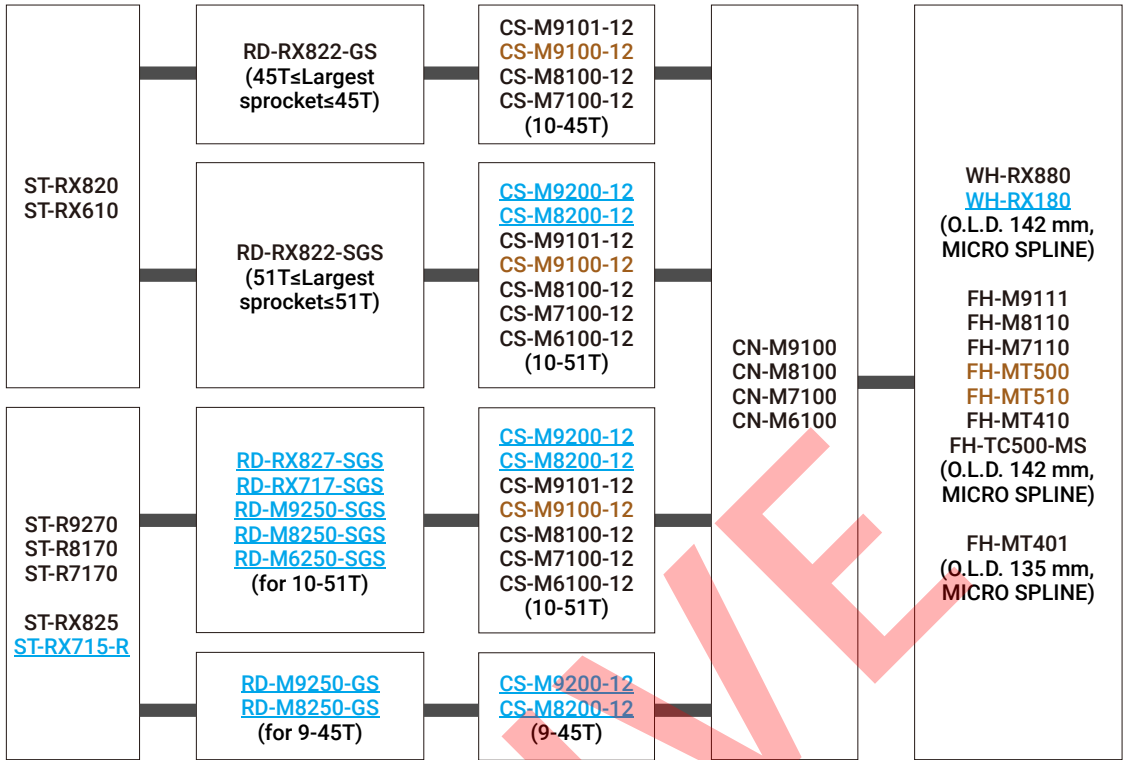 ST-RX820
ST-RX610
RD-RX822-GS
(45T≤Largest
sprocket≤45T)
CS-M9101-12
CS-M9100-12
CS-M8100-12
CS-M7100-12
(10-45T)
RD-RX822-SGS
(51T≤Largest
sprocket≤51T)
CS-M9200-12
CS-M8200-12
CS-M9101-12
CS-M9100-12
CS-M8100-12
CS-M7100-12
CS-M6100-12
(10-51T)
ST-R9270
ST-R8170
ST-R7170
ST-RX825
ST-RX715-R
RD-RX827-SGS
RD-RX717-SGS
RD-M9250-SGS
RD-M8250-SGS
RD-M6250-SGS
(for 10-51T)
CS-M9200-12
CS-M8200-12
CS-M9101-12
CS-M9100-12
CS-M8100-12
CS-M7100-12
CS-M6100-12
(10-51T)
RD-M9250-GS
RD-M8250-GS
(for 9-45T)
CS-M9200-12
CS-M8200-12
(9-45T)
CN-M9100
CN-M8100
CN-M7100
CN-M6100
WH-RX880
WH-RX180
(O.L.D. 142 mm,
MICRO SPLINE)
FH-M9111
FH-M8110
FH-M7110
FH-MT500
FH-MT510
FH-MT410
FH-TC500-MS
(O.L.D. 142 mm,
MICRO SPLINE)
FH-MT401
(O.L.D. 135 mm,
MICRO SPLINE)